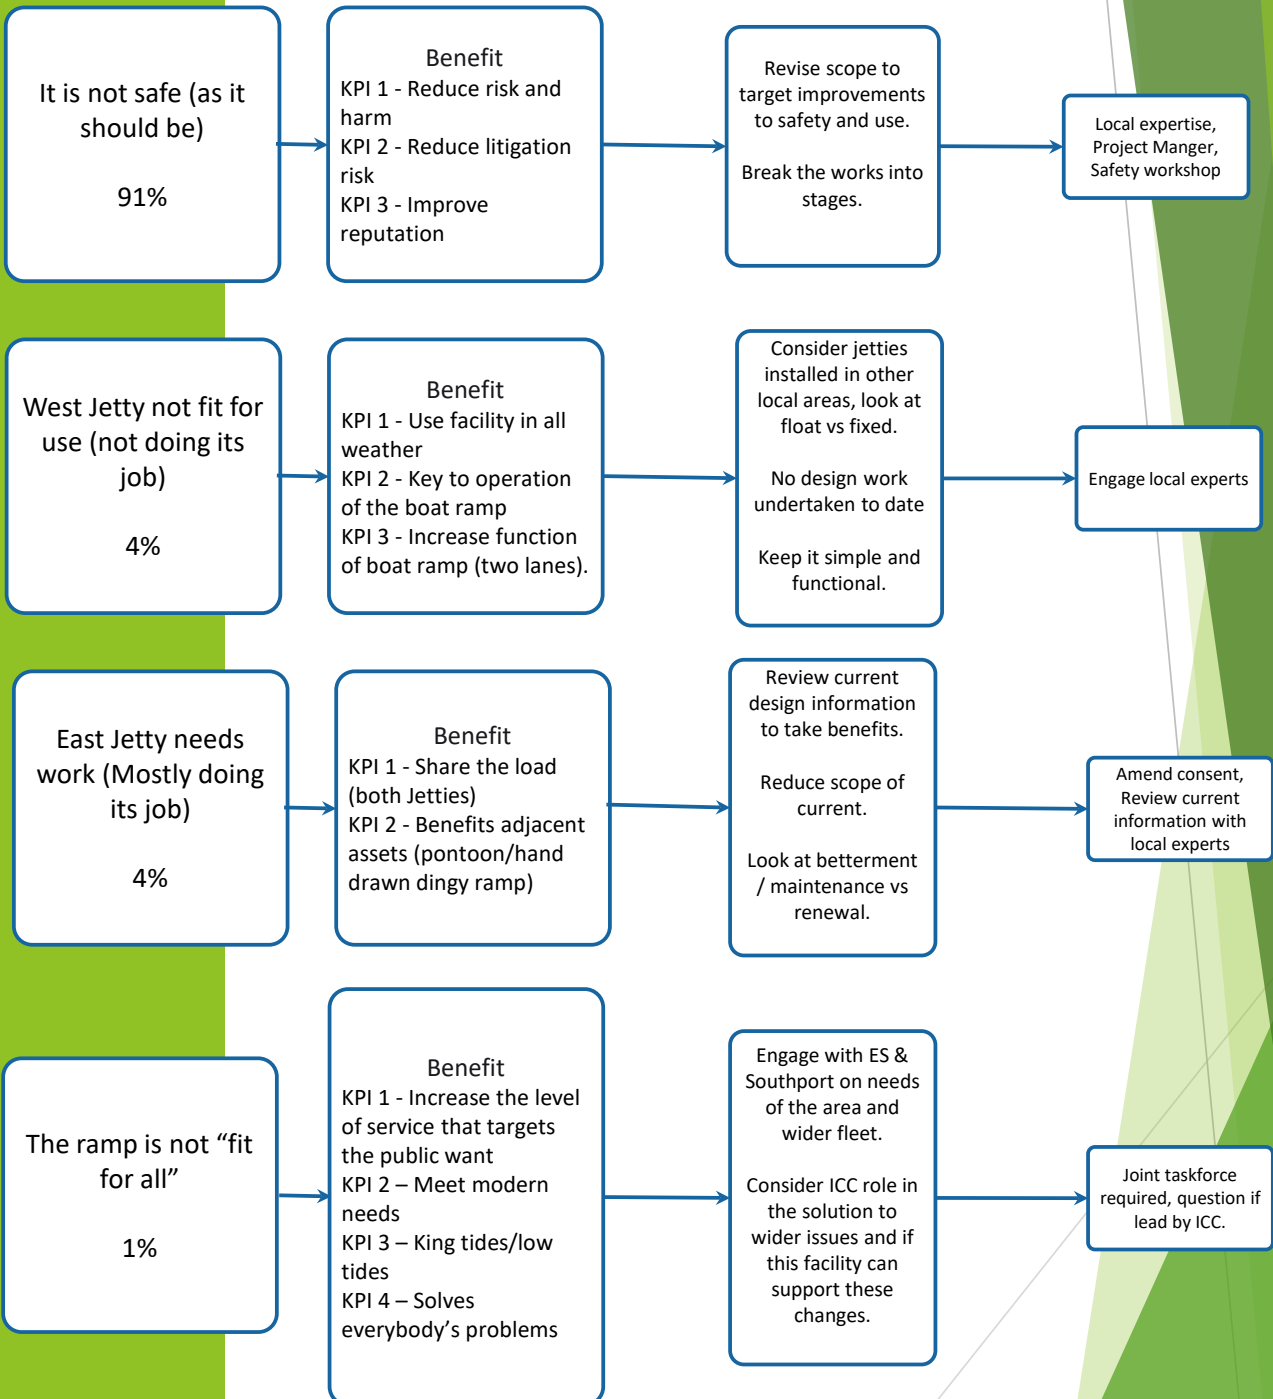 It is not safe (as it
should be)
91%
Benefit
KPI 1 - Reduce risk and
harm
KPI 2 - Reduce litigation
risk
KPI 3 - Improve
reputation
Revise scope to
target improvements
to safety and use.
Break the works into
stages.
Local expertise,
Project Manger,
Safety workshop
West Jetty not fit for
use (not doing its
job)
4%
Benefit
KPI 1 - Use facility in all
weather
KPI 2 - Key to operation
of the boat ramp
KPI 3 - Increase function
of boat ramp (two lanes).
Consider jetties
installed in other
local areas, look at
float vs fixed.
No design work
undertaken to date
Keep it simple and
functional.
Engage local experts
East Jetty needs
work (Mostly doing
its job)
4%
Benefit
KPI 1 - Share the load
(both Jetties)
KPI 2 - Benefits adjacent
assets (pontoon/hand
drawn dingy ramp)
Review current
design information
to take benefits.
Reduce scope of
current.
Look at betterment
/ maintenance vs
renewal.
Amend consent,
Review current
information with
local experts
The ramp is not “fit
for all”
1%
Benefit
KPI 1 - Increase the level
of service that targets
the public want
KPI 2 – Meet modern
needs
KPI 3 – King tides/low
tides
KPI 4 – Solves
everybody’s problems
Engage with ES &
Southport on needs
of the area and
wider fleet.
Consider ICC role in
the solution to
wider issues and if
this facility can
support these
changes.
Joint taskforce
required, question if
lead by ICC.